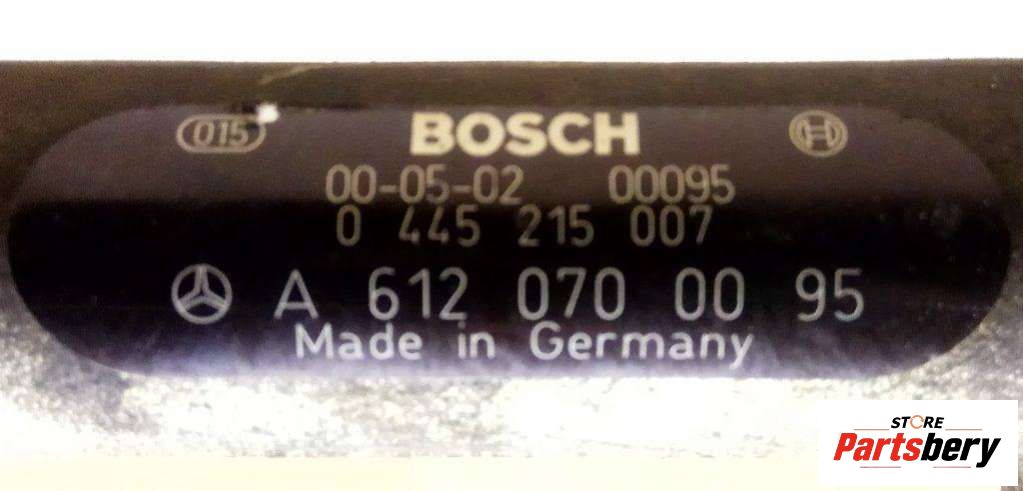 015 BOSCH
00-05-02 00095
0 445 215 007
A 612 070 00 95
Made in Germany
STORE
Partsbery